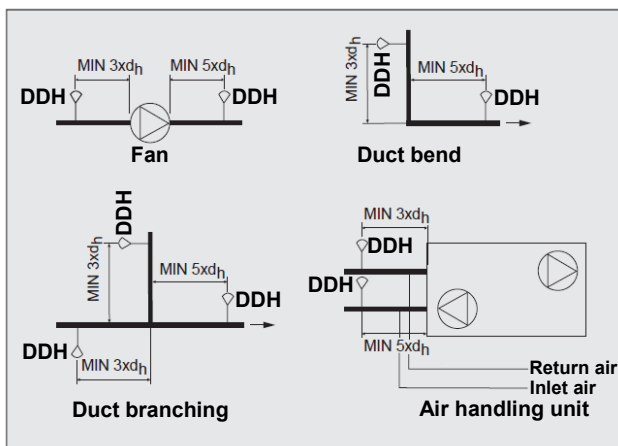 MIN 3xdh
MIN 5xdh
DDH
DDH
Fan
MIN 3xdh
DDH
MIN 5xdh
DDH
Duct bend
MIN 3xdh
DDH
MIN 5xdh
DDH
DDH
MIN 3xdh
Duct branching
MIN 3xdh
DDH
DDH
MIN 5xdh
Return air
Inlet air
Air handling unit